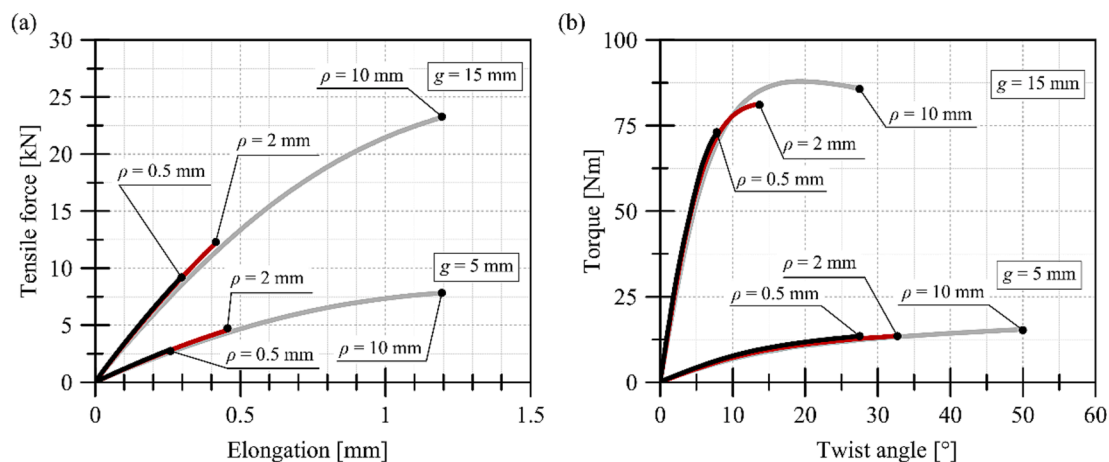 (a)
30
25
20
15
10
5
0
Tensile force [kN]
0
0.5
1
1.5
Elongation [mm]
ρ = 10 mm
g = 15 mm
ρ = 2 mm
ρ = 0.5 mm
g = 5 mm
ρ = 2 mm
ρ = 0.5 mm
ρ = 10 mm
(b)
100
75
50
25
0
Torque [Nm]
0
10
20
30
40
50
60
Twist angle [°]
g = 15 mm
ρ = 10 mm
ρ = 2 mm
ρ = 0.5 mm
ρ = 2 mm
g = 5 mm
ρ = 0.5 mm
ρ = 10 mm